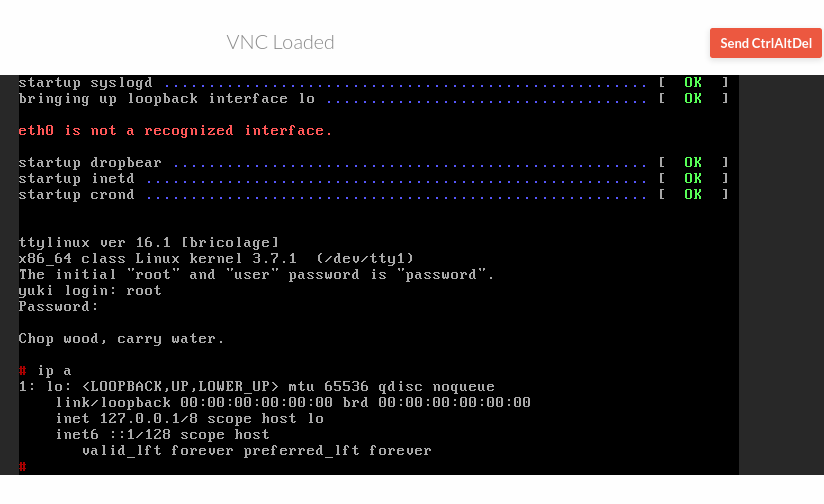 VNC Loaded
Send CtrlAltDel
startup syslogd ...................................................... [ OK ]
bringing up loopback interface lo .................................... [ OK ]
eth0 is not a recognized interface.
startup dropbear ..................................................... [ OK ]
startup inetd ........................................................ [ OK ]
startup crond ........................................................ [ OK ]
ttylinux ver 16.1 [bricolage]
x86_64 class Linux kernel 3.7.1  (/dev/tty1)
The initial "root" and "user" password is "password".
yuki login: root
Password:
Chop wood, carry water.
# ip a
1: lo: <LOOPBACK,UP,LOWER_UP> mtu 65536 qdisc noqueue
    link/loopback 00:00:00:00:00:00 brd 00:00:00:00:00:00
    inet 127.0.0.1/8 scope host lo
    inet6 ::1/128 scope host
       valid_lft forever preferred_lft forever
#